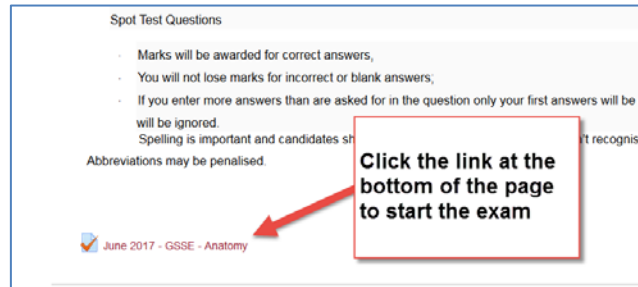 Spot Test Questions
· Marks will be awarded for correct answers,
· You will not lose marks for incorrect or blank answers;
· If you enter more answers than are asked for in the question only your first answers will be
will be ignored.
Spelling is important and candidates
Abbreviations may be penalised.
Click the link at the
bottom of the page
to start the exam
June 2017 - GSSE - Anatomy